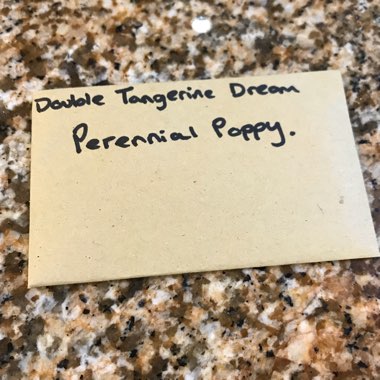 Double Tangerine Dream
Perennial Poppy.